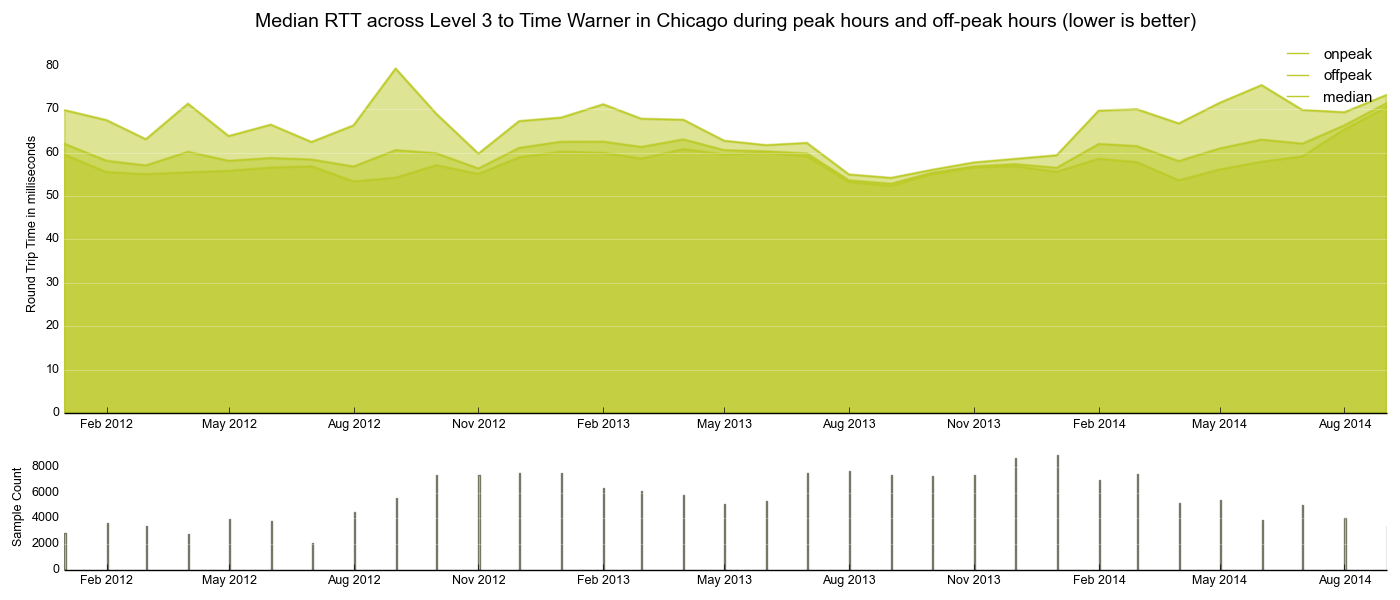 Median RTT across Level 3 to Time Warner in Chicago during peak hours and off-peak hours (lower is better)
onpeak
offpeak
median
Round Trip Time in milliseconds
80
70
60
50
40
30
20
10
0
Feb 2012 May 2012 Aug 2012 Nov 2012 Feb 2013 May 2013 Aug 2013 Nov 2013 Feb 2014 May 2014 Aug 2014
Sample Count
8000
6000
4000
2000
0
Feb 2012 May 2012 Aug 2012 Nov 2012 Feb 2013 May 2013 Aug 2013 Nov 2013 Feb 2014 May 2014 Aug 2014